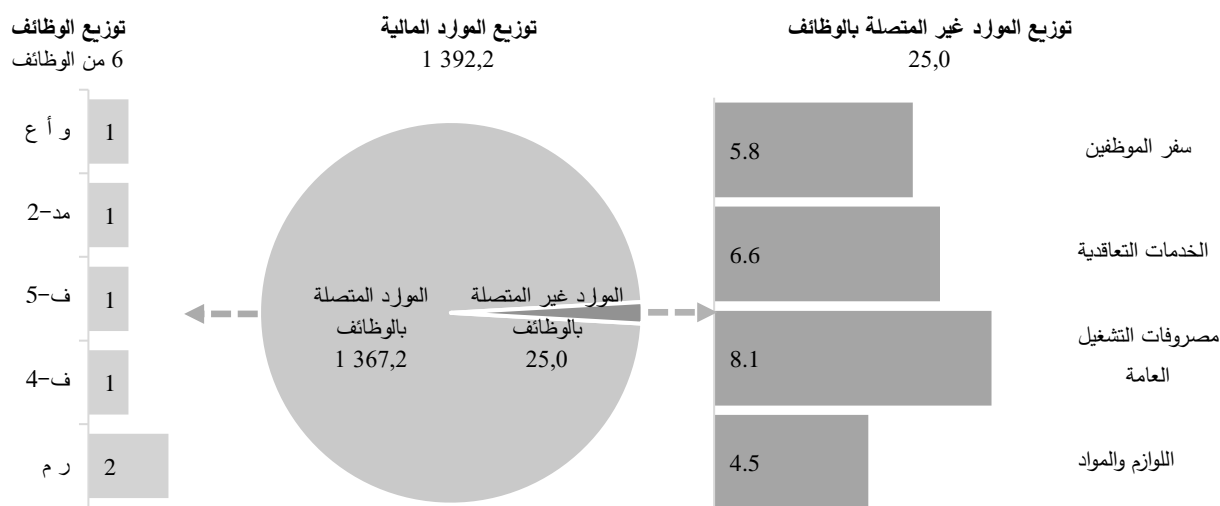 توزيع الموارد غير المتصلة بالوظائف
25,0
سفر الموظفين
5.8
الخدمات التعاقدية
6.6
مصروفات التشغيل
العامة
8.1
اللوازم والمواد
4.5
توزيع الموارد المالية
1 392,2
الموارد غير المتصلة
بالوظائف
25,0
الموارد المتصلة
بالوظائف
1 367,2
توزيع الوظائف
6 من الوظائف
و أ ع
1
مد-2
1
ف-5
1
ف-4
1
ر م
2